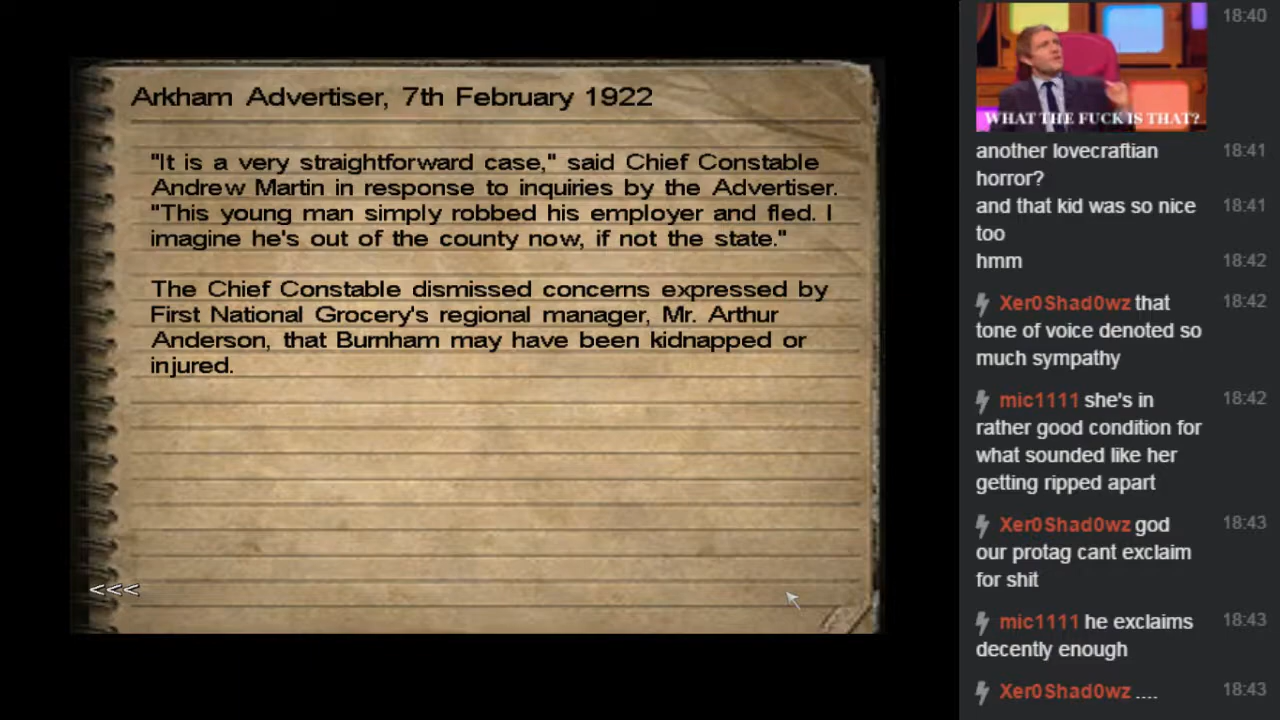 Arkham Advertiser, 7th February 1922
"It is a very straightforward case," said Chief Constable
Andrew Martin in response to inquiries by the Advertiser.
"This young man simply robbed his employer and fled. I
imagine he's out of the county now, if not the state."
The Chief Constable dismissed concerns expressed by
First National Grocery's regional manager, Mr. Arthur
Anderson, that Burnham may have been kidnapped or
injured.
<<<
18:40
WHAT THE FUCK IS THAT?
another lovecraftian 18:41
horror?
and that kid was so nice 18:41
too
hmm 18:42
Xer0Shad0wz that 18:42
tone of voice denoted so
much sympathy
mic1111 she's in 18:42
rather good condition for
what sounded like her
getting ripped apart
Xer0Shad0wz god 18:43
our protag cant exclaim
for shit
mic1111 he exclaims 18:43
decently enough
Xer0Shad0wz .... 18:43